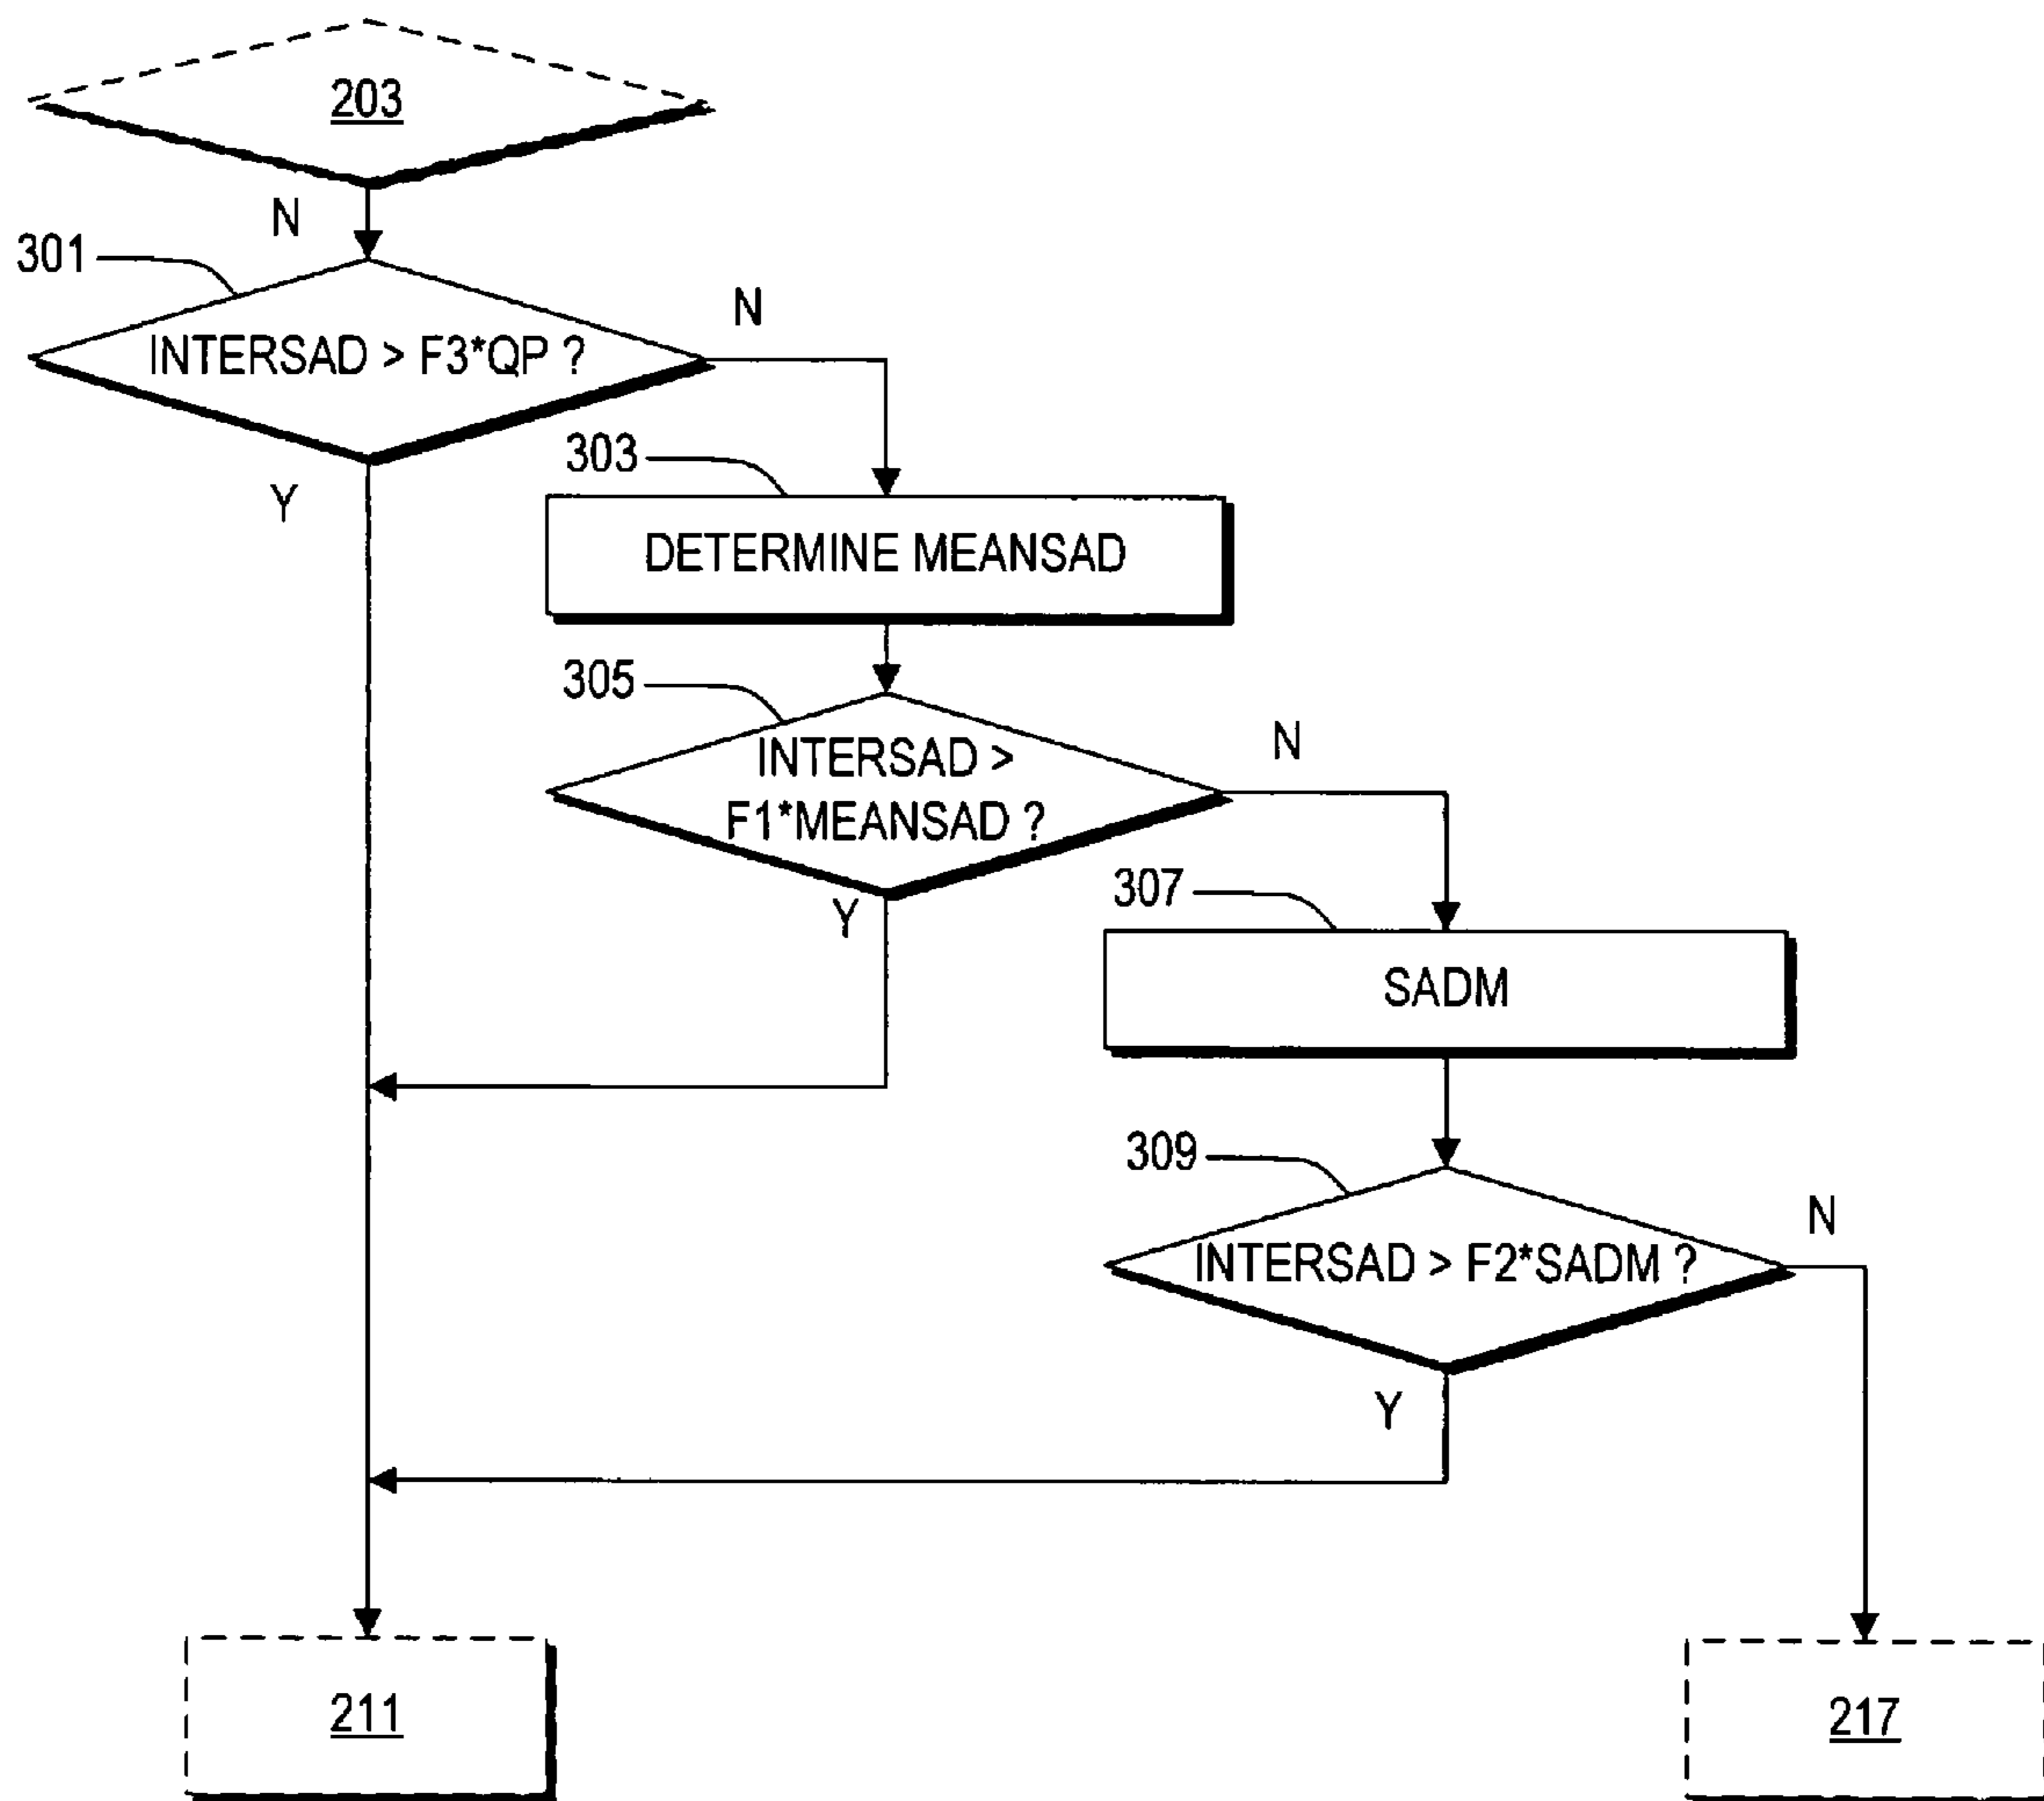 203
N
301
INTERSAD > F3*QP ?
N
Y
303
DETERMINE MEANSAD
305
INTERSAD >
F1*MEANSAD ?
N
Y
307
SADM
309
INTERSAD > F2*SADM ?
N
Y
211
217